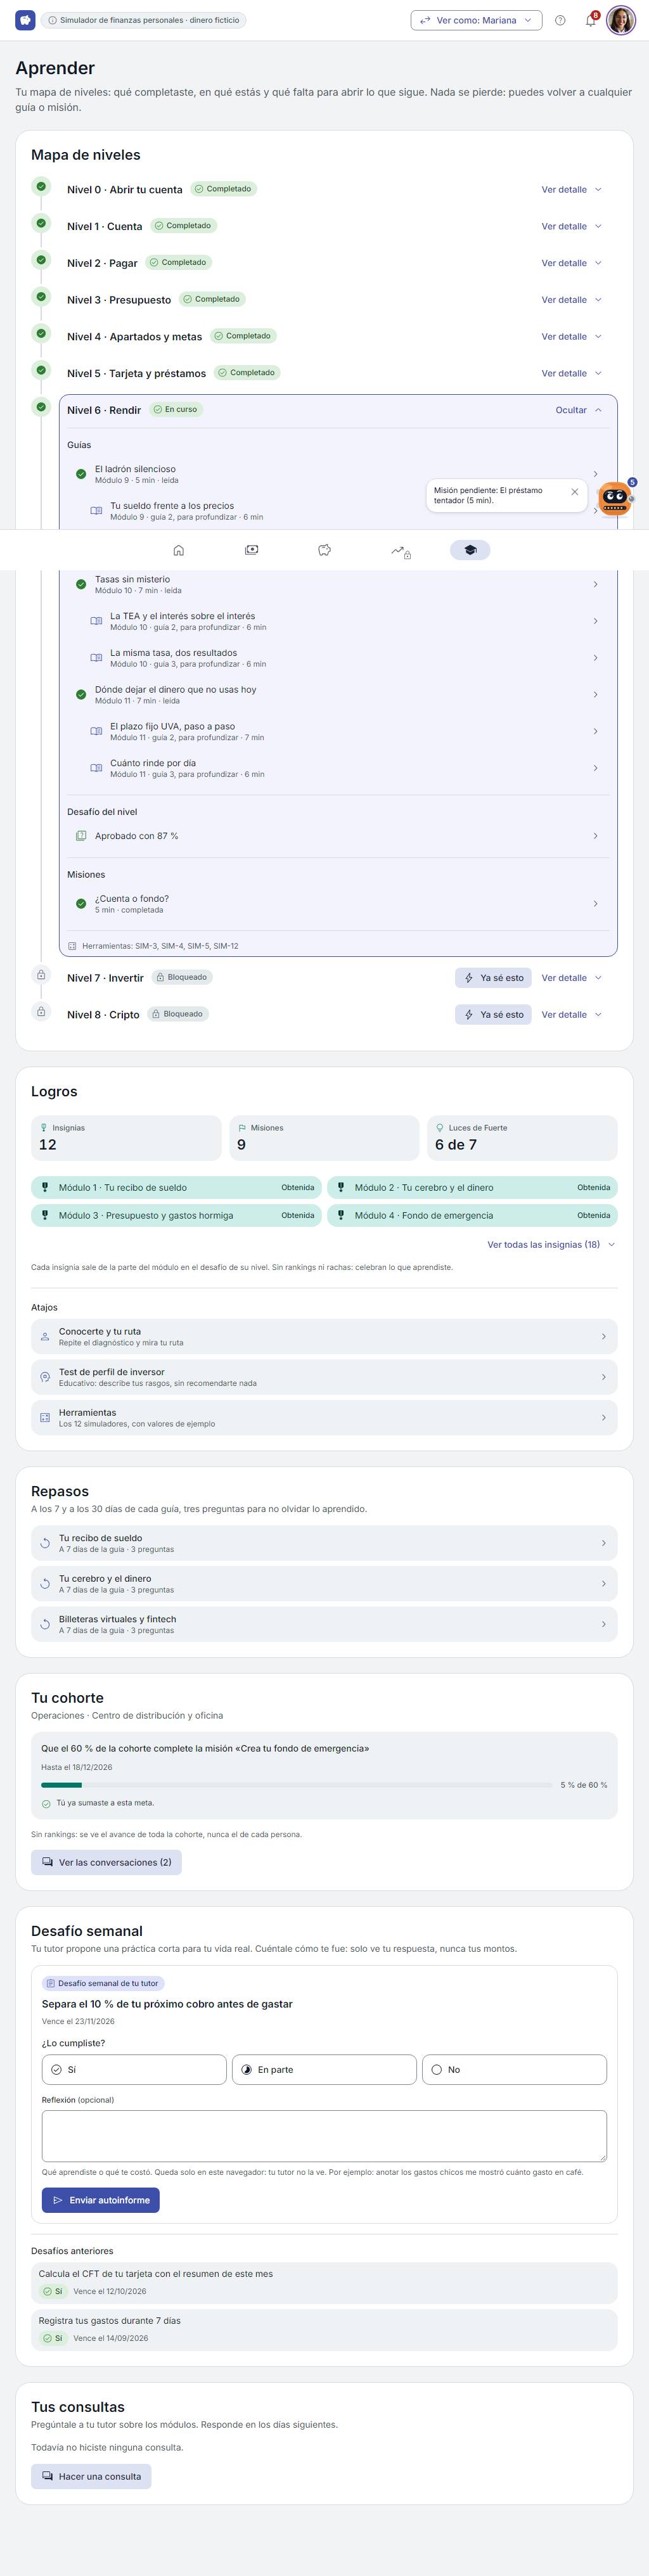 Simulador de finanzas personales · dinero ficticio
Ver como: Mariana
8
Aprender
Tu mapa de niveles: qué completaste, en qué estás y qué falta para abrir lo que sigue. Nada se pierde: puedes volver a cualquier
guía o misión.
Mapa de niveles
Nivel 0 · Abrir tu cuenta
Completado
Ver detalle
Nivel 1 · Cuenta
Completado
Ver detalle
Nivel 2 · Pagar
Completado
Ver detalle
Nivel 3 · Presupuesto
Completado
Ver detalle
Nivel 4 · Apartados y metas
Completado
Ver detalle
Nivel 5 · Tarjeta y préstamos
Completado
Ver detalle
Nivel 6 · Rendir
En curso
Ocultar
Guías
El ladrón silencioso
Módulo 9 · 5 min · leída
Misión pendiente: El préstamo
tentador (5 min).
5
Tu sueldo frente a los precios
Módulo 9 · guía 2, para profundizar · 6 min
Tasas sin misterio
Módulo 10 · 7 min · leída
La TEA y el interés sobre el interés
Módulo 10 · guía 2, para profundizar · 6 min
La misma tasa, dos resultados
Módulo 10 · guía 3, para profundizar · 6 min
Dónde dejar el dinero que no usas hoy
Módulo 11 · 7 min · leída
El plazo fijo UVA, paso a paso
Módulo 11 · guía 2, para profundizar · 7 min
Cuánto rinde por día
Módulo 11 · guía 3, para profundizar · 6 min
Desafío del nivel
Aprobado con 87 %
Misiones
¿Cuenta o fondo?
5 min · completada
Herramientas: SIM-3, SIM-4, SIM-5, SIM-12
Nivel 7 · Invertir
Bloqueado
Ya sé esto
Ver detalle
Nivel 8 · Cripto
Bloqueado
Ya sé esto
Ver detalle
Logros
Insignias
12
Misiones
9
Luces de Fuerte
6 de 7
Módulo 1 · Tu recibo de sueldo
Obtenida
Módulo 2 · Tu cerebro y el dinero
Obtenida
Módulo 3 · Presupuesto y gastos hormiga
Obtenida
Módulo 4 · Fondo de emergencia
Obtenida
Ver todas las insignias (18)
Cada insignia sale de la parte del módulo en el desafío de su nivel. Sin rankings ni rachas: celebran lo que aprendiste.
Atajos
Conocerte y tu ruta
Repite el diagnóstico y mira tu ruta
Test de perfil de inversor
Educativo: describe tus rasgos, sin recomendarte nada
Herramientas
Los 12 simuladores, con valores de ejemplo
Repasos
A los 7 y a los 30 días de cada guía, tres preguntas para no olvidar lo aprendido.
Tu recibo de sueldo
A 7 días de la guía · 3 preguntas
Tu cerebro y el dinero
A 7 días de la guía · 3 preguntas
Billeteras virtuales y fintech
A 7 días de la guía · 3 preguntas
Tu cohorte
Operaciones · Centro de distribución y oficina
Que el 60 % de la cohorte complete la misión «Crea tu fondo de emergencia»
Hasta el 18/12/2026
5 % de 60 %
Tú ya sumaste a esta meta.
Sin rankings: se ve el avance de toda la cohorte, nunca el de cada persona.
Ver las conversaciones (2)
Desafío semanal
Tu tutor propone una práctica corta para tu vida real. Cuéntale cómo te fue: solo ve tu respuesta, nunca tus montos.
Desafío semanal de tu tutor
Separa el 10 % de tu próximo cobro antes de gastar
Vence el 23/11/2026
¿Lo cumpliste?
Sí
En parte
No
Reflexión (opcional)
Qué aprendiste o qué te costó. Queda solo en este navegador: tu tutor no la ve. Por ejemplo: anotar los gastos chicos me mostró cuánto gasto en café.
Enviar autoinforme
Desafíos anteriores
Calcula el CFT de tu tarjeta con el resumen de este mes
Sí
Vence el 12/10/2026
Registra tus gastos durante 7 días
Sí
Vence el 14/09/2026
Tus consultas
Pregúntale a tu tutor sobre los módulos. Responde en los días siguientes.
Todavía no hiciste ninguna consulta.
Hacer una consulta